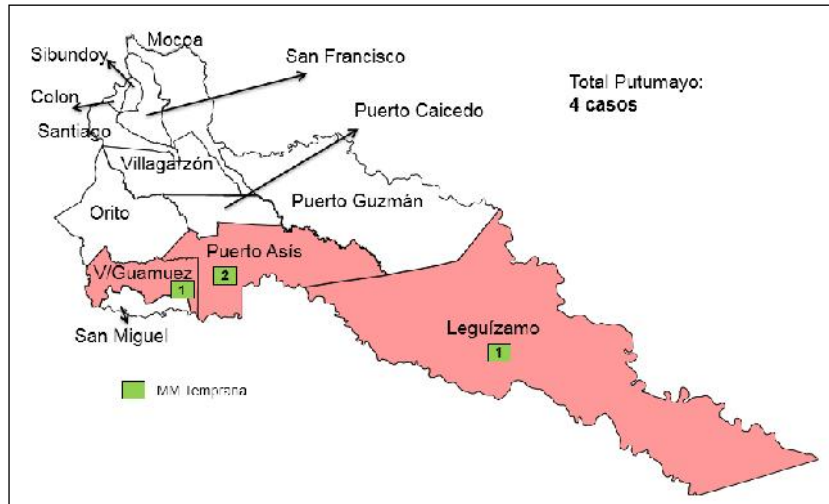 Mocoa
Sibundoy
San Francisco
Total Putumayo:
4 casos
Colon
Puerto Caicedo
Santiago
Villagarzón
Puerto Guzmán
Orito
Puerto Asís
V/Guamuez
2
1
San Miguel
Leguízamo
1
MM Temprana